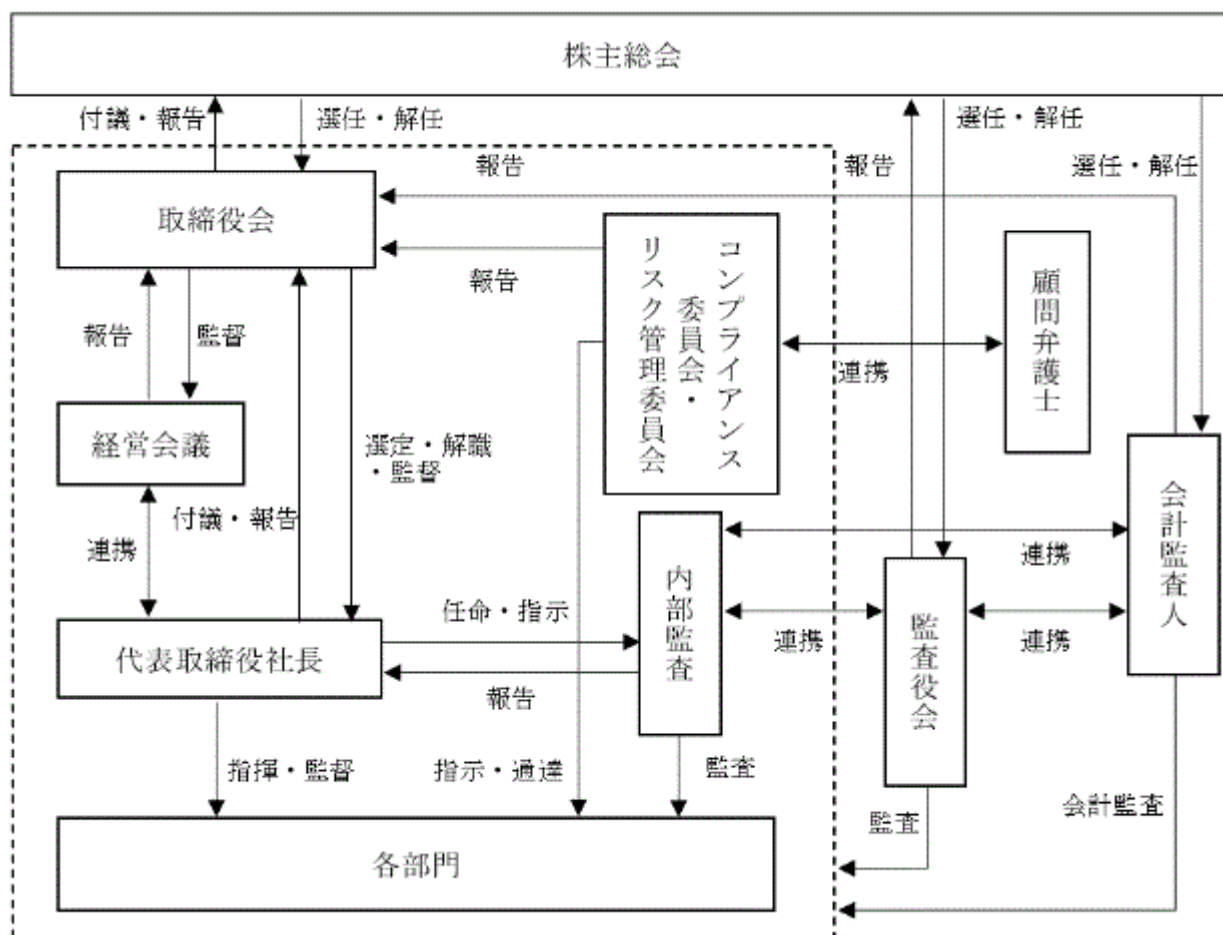 株主総会
付議・報告
選任・解任
報告
選任・解任
選任・解任
報告
取締役会
報告
コンプライアンス
委員会・
リスク管理委員会
顧問弁護士
報告
監督
連携
経営会議
選定・解職
・監督
付議・報告
連携
会計監査人
連携
内部監査
任命・指示
連携
連携
監査役会
代表取締役社長
報告
指揮・監督
指示・通達
監査
会計監査
監査
各部門